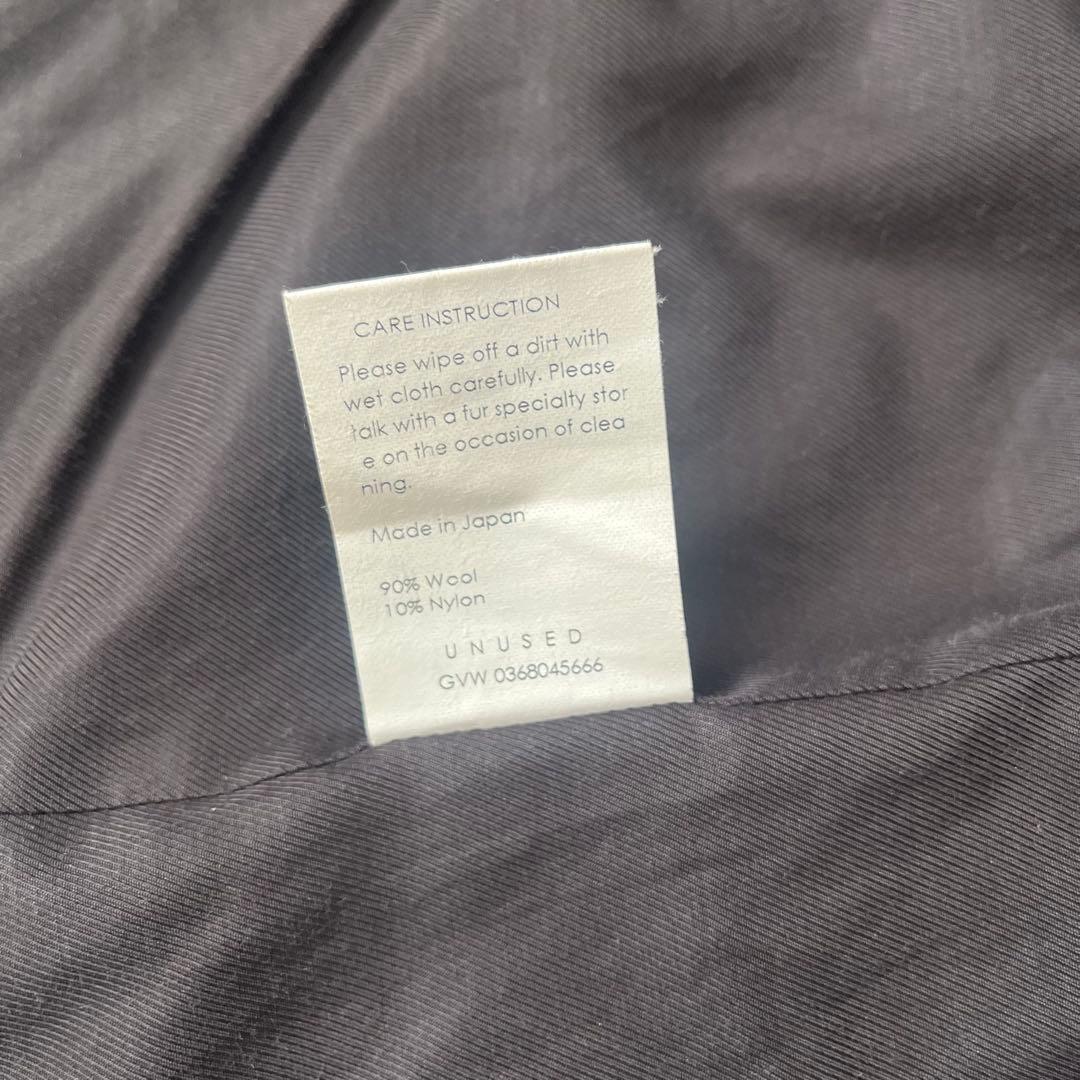 CARE INSTRUCTION
Please wipe off a dirt with
wet cloth carefully. Please
talk with a fur specialty stor
e on the occasion of clea
ning.
Made in Japan
90% Wool
10% Nylon
UNUSED
GVW 0368045666